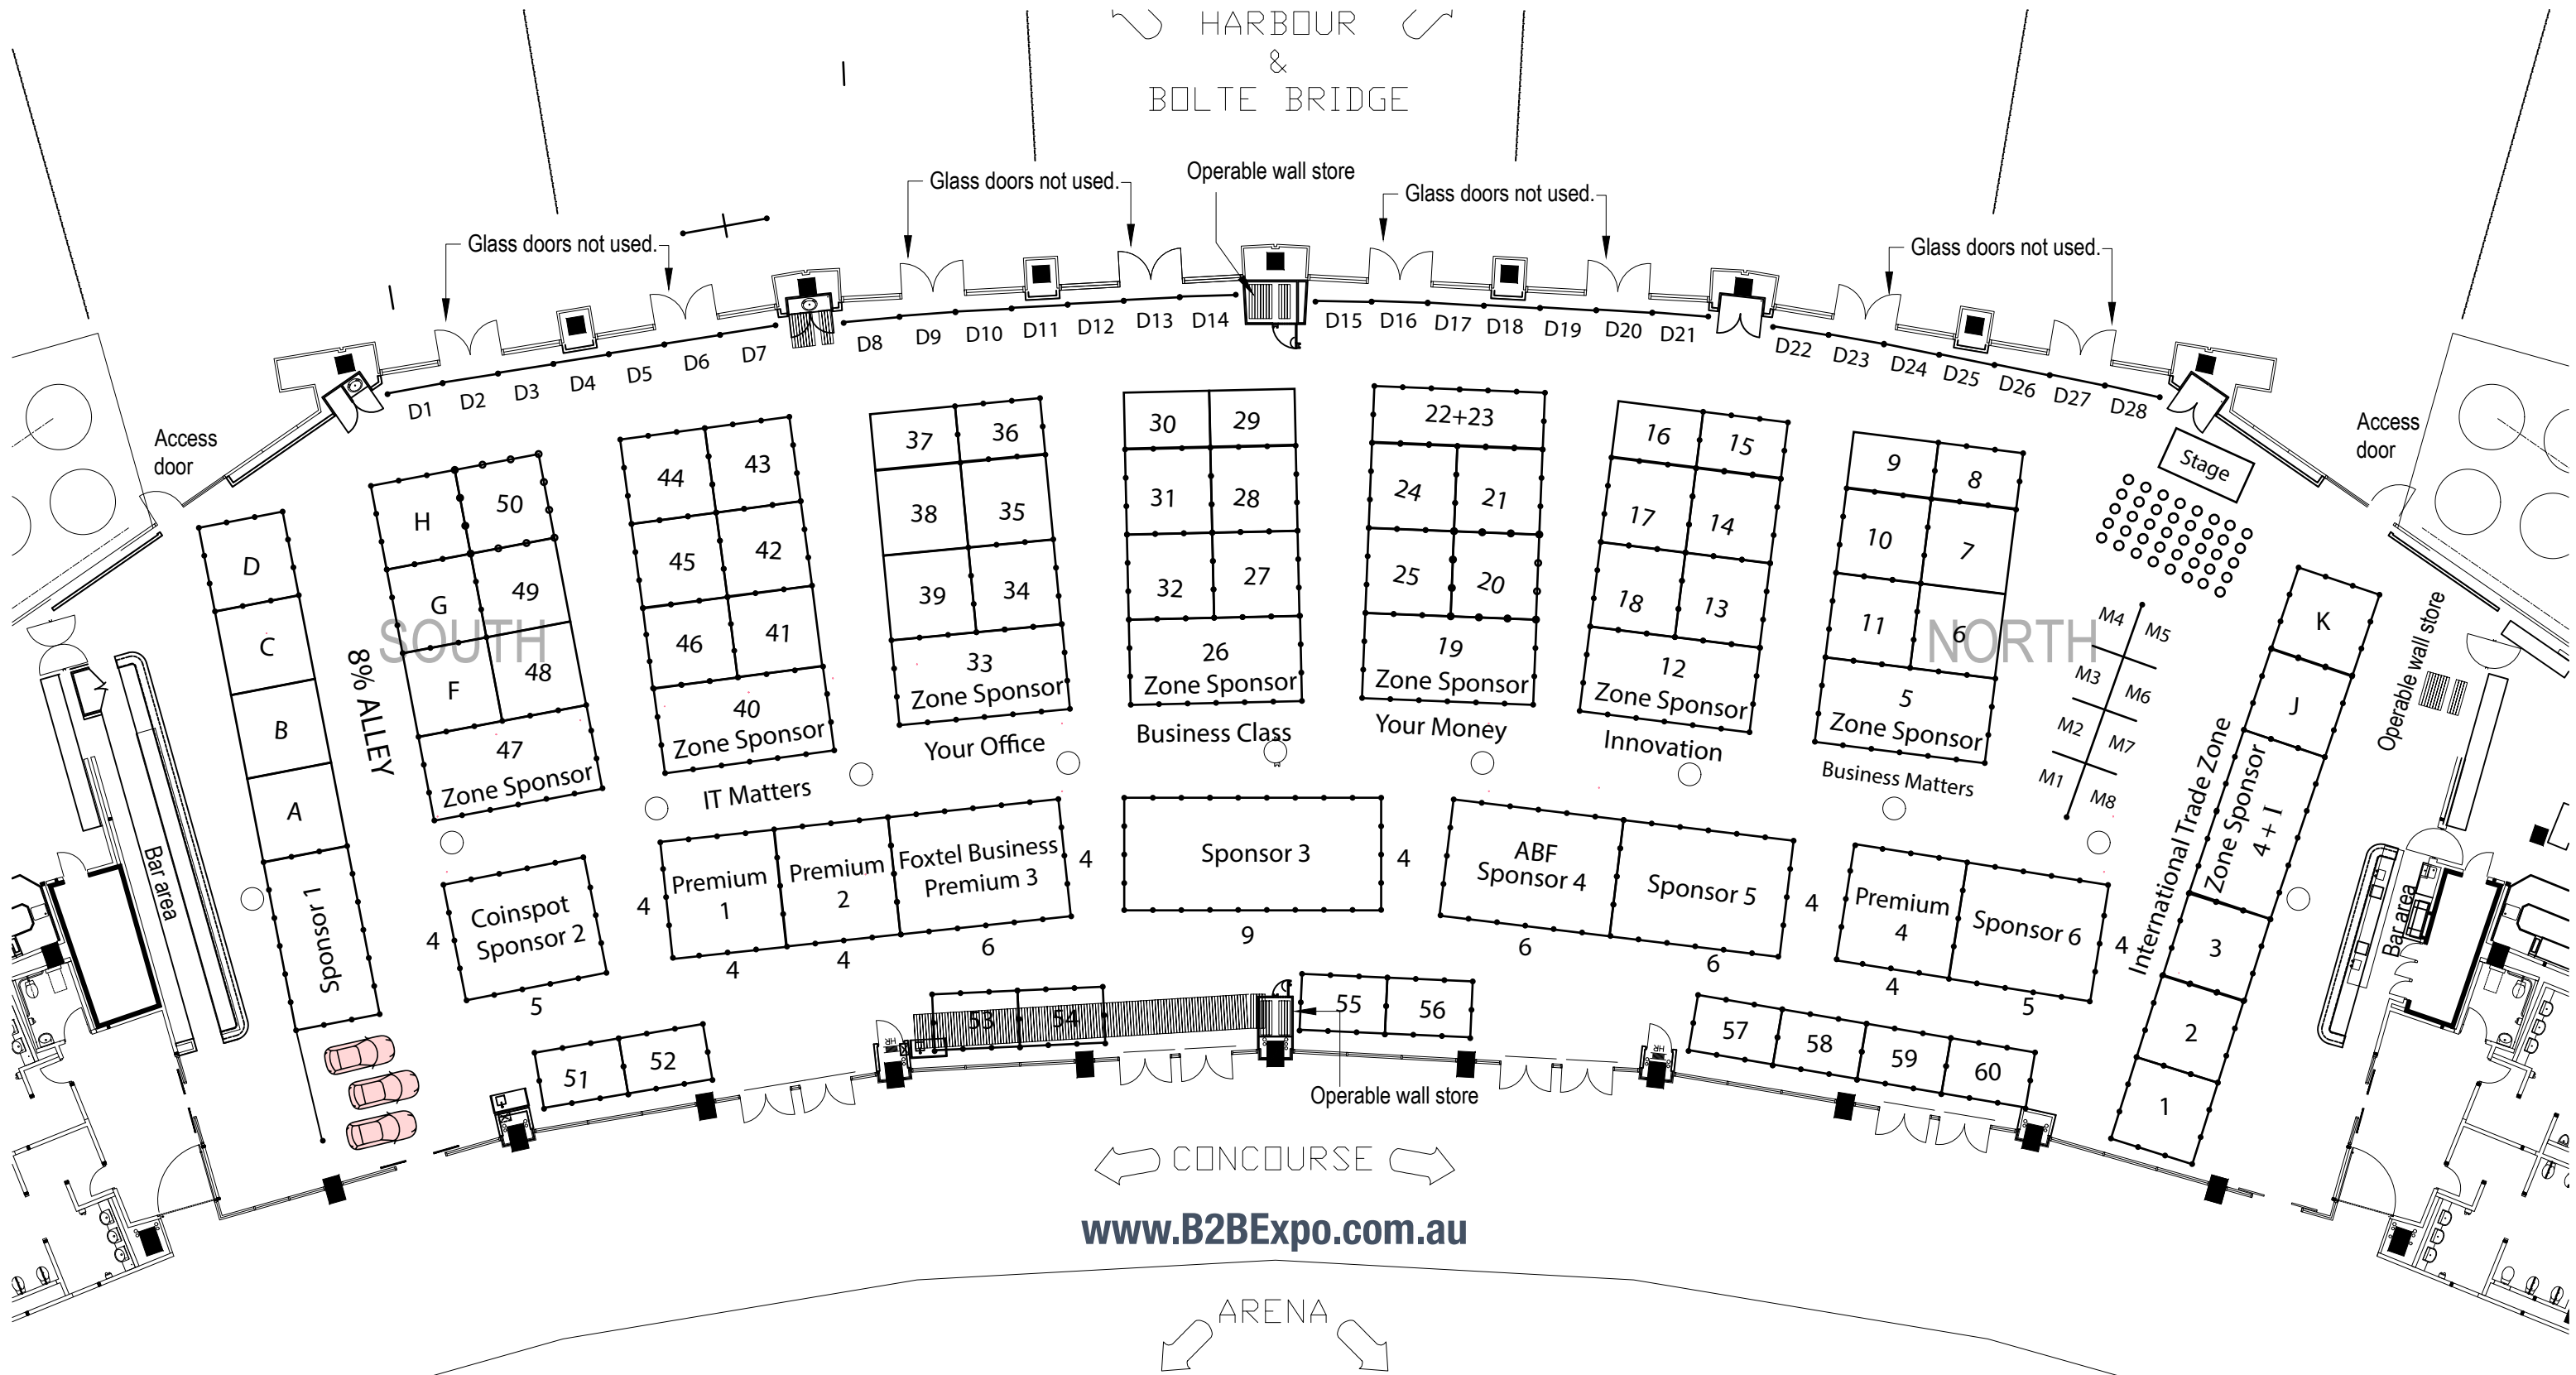 HARBOUR
&
BOLTE BRIDGE
Glass doors not used.
Glass doors not used.
Operable wall store
Glass doors not used.
Glass doors not used.
D1
D2
D3
D4
D5
D6
D7
D8
D9
D10
D11
D12
D13
D14
D15
D16
D17
D18
D19
D20
D21
D22
D23
D24
D25
D26
D27
D28
Access
door
Access
door
Stage
D
C
B
A
Sponsor 1
8% ALLEY
SOUTH
H
50
G
49
F
48
47
Zone Sponsor
44
43
45
42
46
41
40
Zone Sponsor
IT Matters
37
36
38
35
39
34
33
Zone Sponsor
Your Office
30
29
31
28
32
27
26
Zone Sponsor
Business Class
22+23
24
21
25
20
19
Zone Sponsor
Your Money
16
15
17
14
18
13
12
Zone Sponsor
Innovation
9
8
10
7
11
6
5
Zone Sponsor
Business Matters
NORTH
M4
M5
M3
M6
M2
M7
M1
M8
K
J
International Trade Zone
Zone Sponsor
4 + I
3
2
1
Operable wall store
Bar area
Bar area
4
Coinspot
Sponsor 2
5
4
Premium
1
4
Premium
2
4
Foxtel Business
Premium 3
6
4
Sponsor 3
9
4
ABF
Sponsor 4
6
Sponsor 5
6
4
Premium
4
4
Sponsor 6
5
4
51
52
53
54
55
56
57
58
59
60
HR
HR
Operable wall store
CONCOURSE
www.B2BExpo.com.au
ARENA